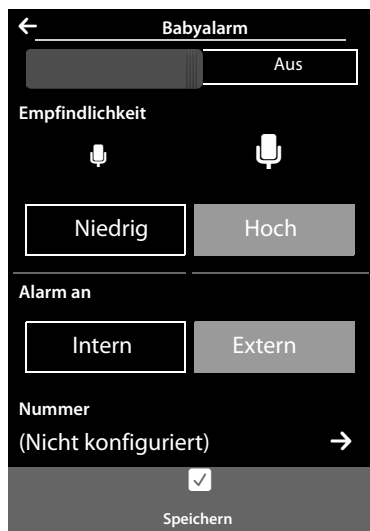 Babyalarm
Aus
Empfindlichkeit
Niedrig Hoch
Alarm an
Intern Extern
Nummer
(Nicht konfiguriert)
Speichern